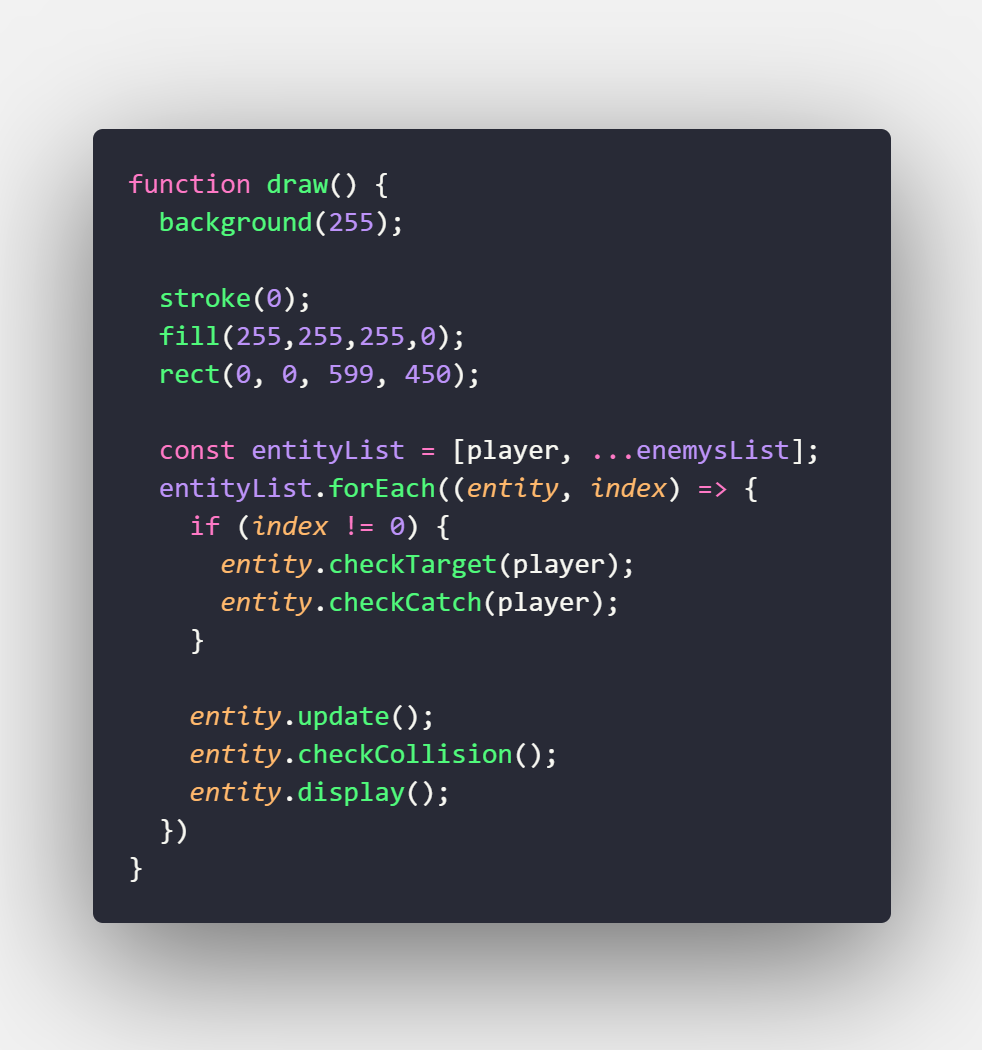 function draw() {
  background(255);

  stroke(0);
  fill(255,255,255,0);
  rect(0, 0, 599, 450);

  const entityList = [player, ...enemysList];
  entityList.forEach((entity, index) => {
    if (index != 0) {
      entity.checkTarget(player);
      entity.checkCatch(player);
    }

    entity.update();
    entity.checkCollision();
    entity.display();
  })
}